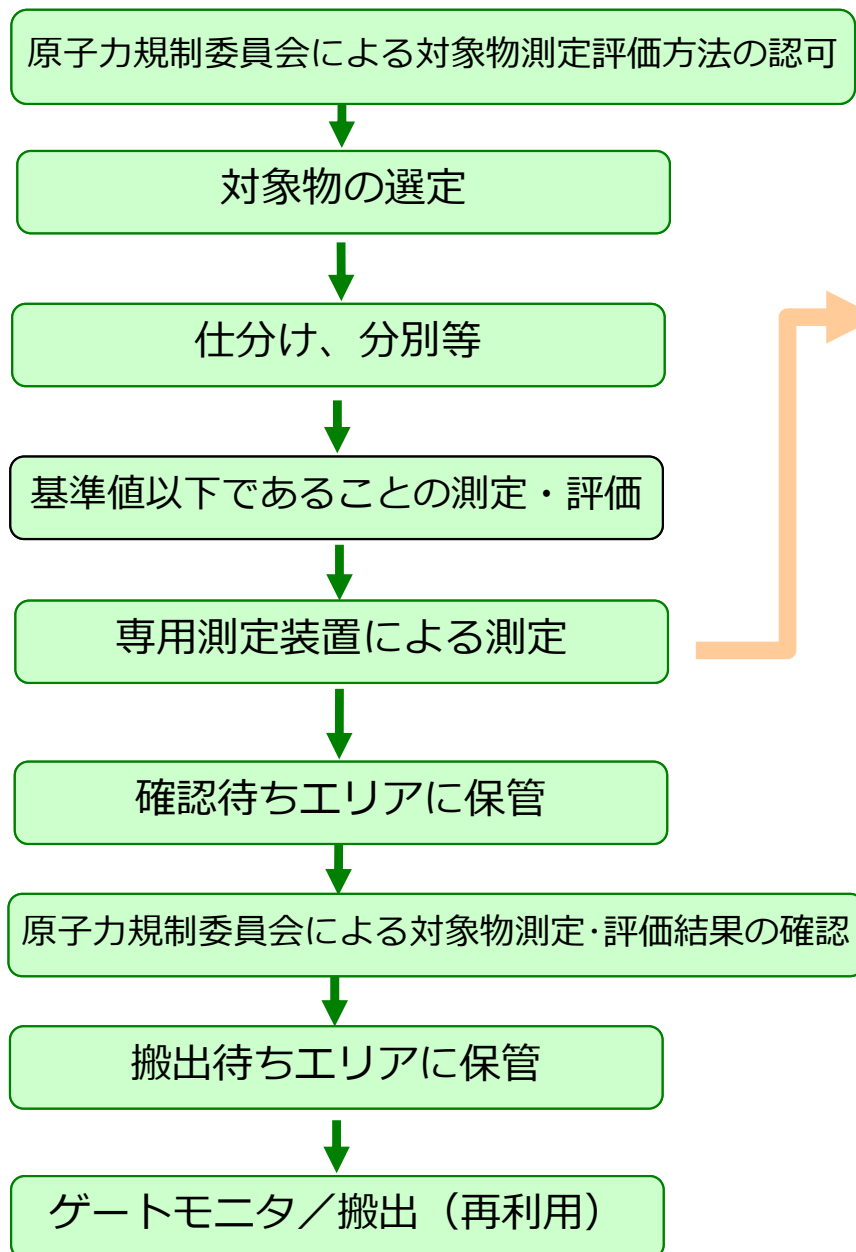 原子力規制委員会による対象物測定評価方法の認可
対象物の選定
仕分け、分別等
基準値以下であることの測定・評価
専用測定装置による測定
確認待ちエリアに保管
原子力規制委員会による対象物測定･評価結果の確認
搬出待ちエリアに保管
ゲートモニタ／搬出（再利用）